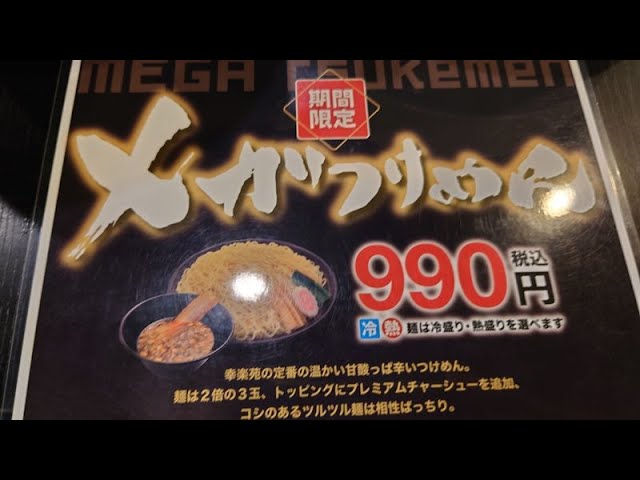 MEGA TSUKEMEN
期間
限定
メガつけめん
990円
税込
冷 熱 麺は冷盛り・熱盛りを選べます
幸楽苑の定番の温かい甘酸っぱ辛いつけめん。
麺は2倍の3玉、トッピングにプレミアムチャーシューを追加、
コシのあるツルツル麺は相性ばっちり。